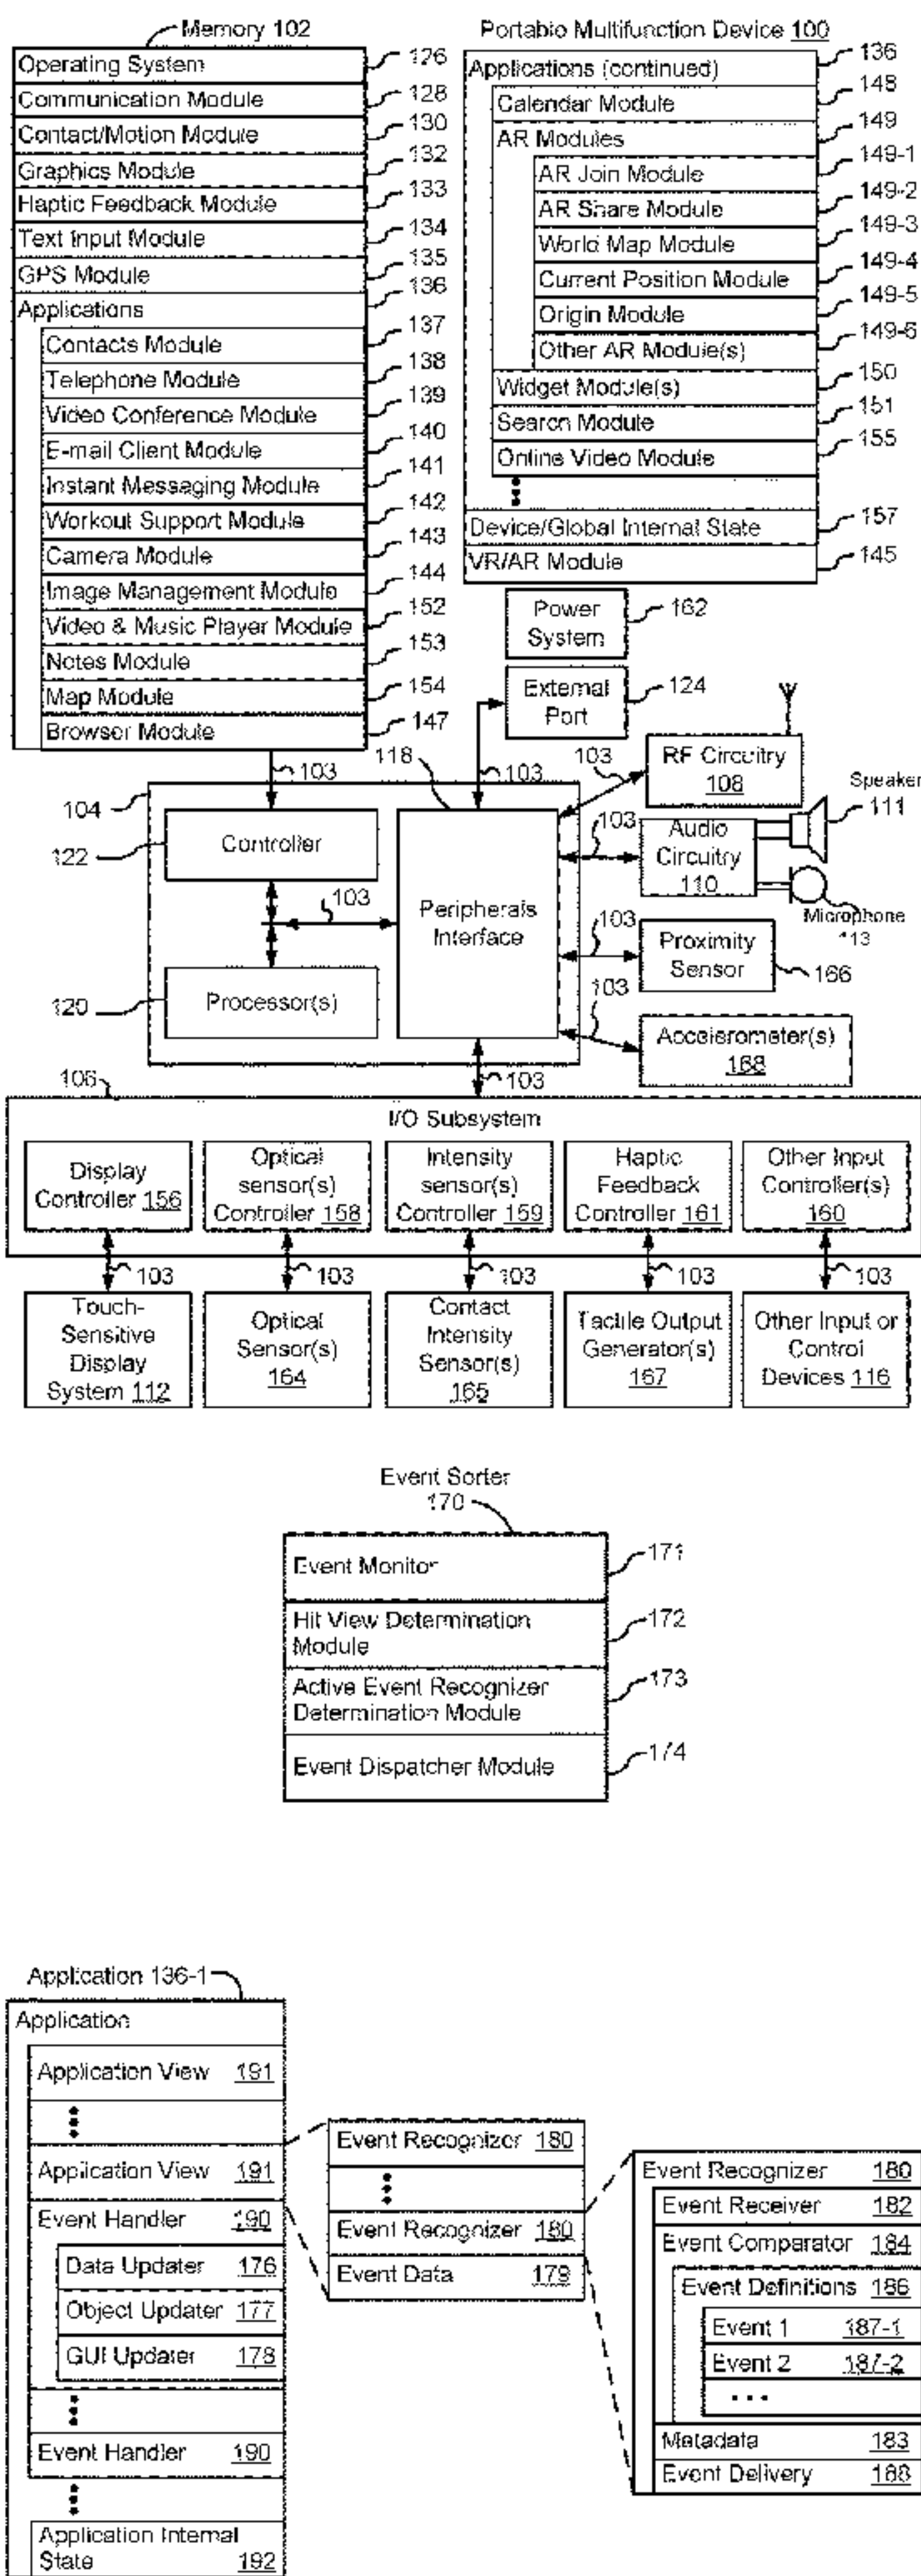 Memory 102
Operating System 126
Communication Module 128
Contact/Motion Module 130
Graphics Module 132
Haptic Feedback Module 133
Text Input Module 134
GPS Module 135
Applications 136
Contacts Module 137
Telephone Module 138
Video Conference Module 139
E-mail Client Module 140
Instant Messaging Module 141
Workout Support Module 142
Camera Module 143
Image Management Module 144
Video & Music Player Module 152
Notes Module 153
Map Module 154
Browser Module 147
Portable Multifunction Device 100
Applications (continued) 136
Calendar Module 148
AR Modules 149
AR Join Module 149-1
AR Share Module 149-2
World Map Module 149-3
Current Position Module 149-4
Origin Module 149-5
Other AR Module(s) 149-6
Widget Module(s) 150
Search Module 151
Online Video Module 155
Device/Global Internal State 157
VR/AR Module 145
Power
System
162
External
Port
124
103
118
103
103
RF Circuitry
108
Speaker
111
104
122
Controller
103
Audio
Circuitry
110
Microphone
113
103
Peripherals
Interface
103
Proximity
Sensor
166
120
Processor(s)
103
Accelerometer(s)
168
103
106
I/O Subsystem
Display
Controller 156
Optical
sensor(s)
Controller 158
Intensity
sensor(s)
Controller 159
Haptic
Feedback
Controller 161
Other Input
Controller(s)
160
103
103
103
103
103
Touch-
Sensitive
Display
System 112
Optical
Sensor(s)
164
Contact
Intensity
Sensor(s)
165
Tactile Output
Generator(s)
167
Other Input or
Control
Devices 116
Event Sorter
170
Event Monitor 171
Hit View Determination
Module
172
Active Event Recognizer
Determination Module
173
Event Dispatcher Module 174
Application 136-1
Application
Application View 191
Application View 191
Event Handler 190
Data Updater 176
Object Updater 177
GUI Updater 178
Event Handler 190
Application Internal
State 192
Event Recognizer 180
Event Recognizer 180
Event Data 179
Event Recognizer 180
Event Receiver 182
Event Comparator 184
Event Definitions 186
Event 1 187-1
Event 2 187-2
Metadata 183
Event Delivery 188